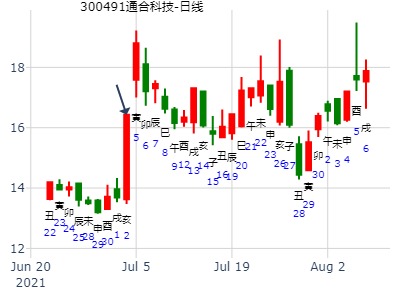 300491通合科技-日线
18
16
14
12
丑
22
寅
23
卯
24
辰
25
未
28
申
29
酉
30
戌
1
亥
2
寅
5
卯
6
辰
7
巳
8
午
9
酉
12
戌
13
亥
14
子
15
丑
16
辰
19
巳
20
午
21
未
22
申
23
亥
26
子
27
丑
28
寅
29
卯
30
午
2
未
3
申
4
酉
5
戌
6
Jun 20
2021
Jul 5
Jul 19
Aug 2